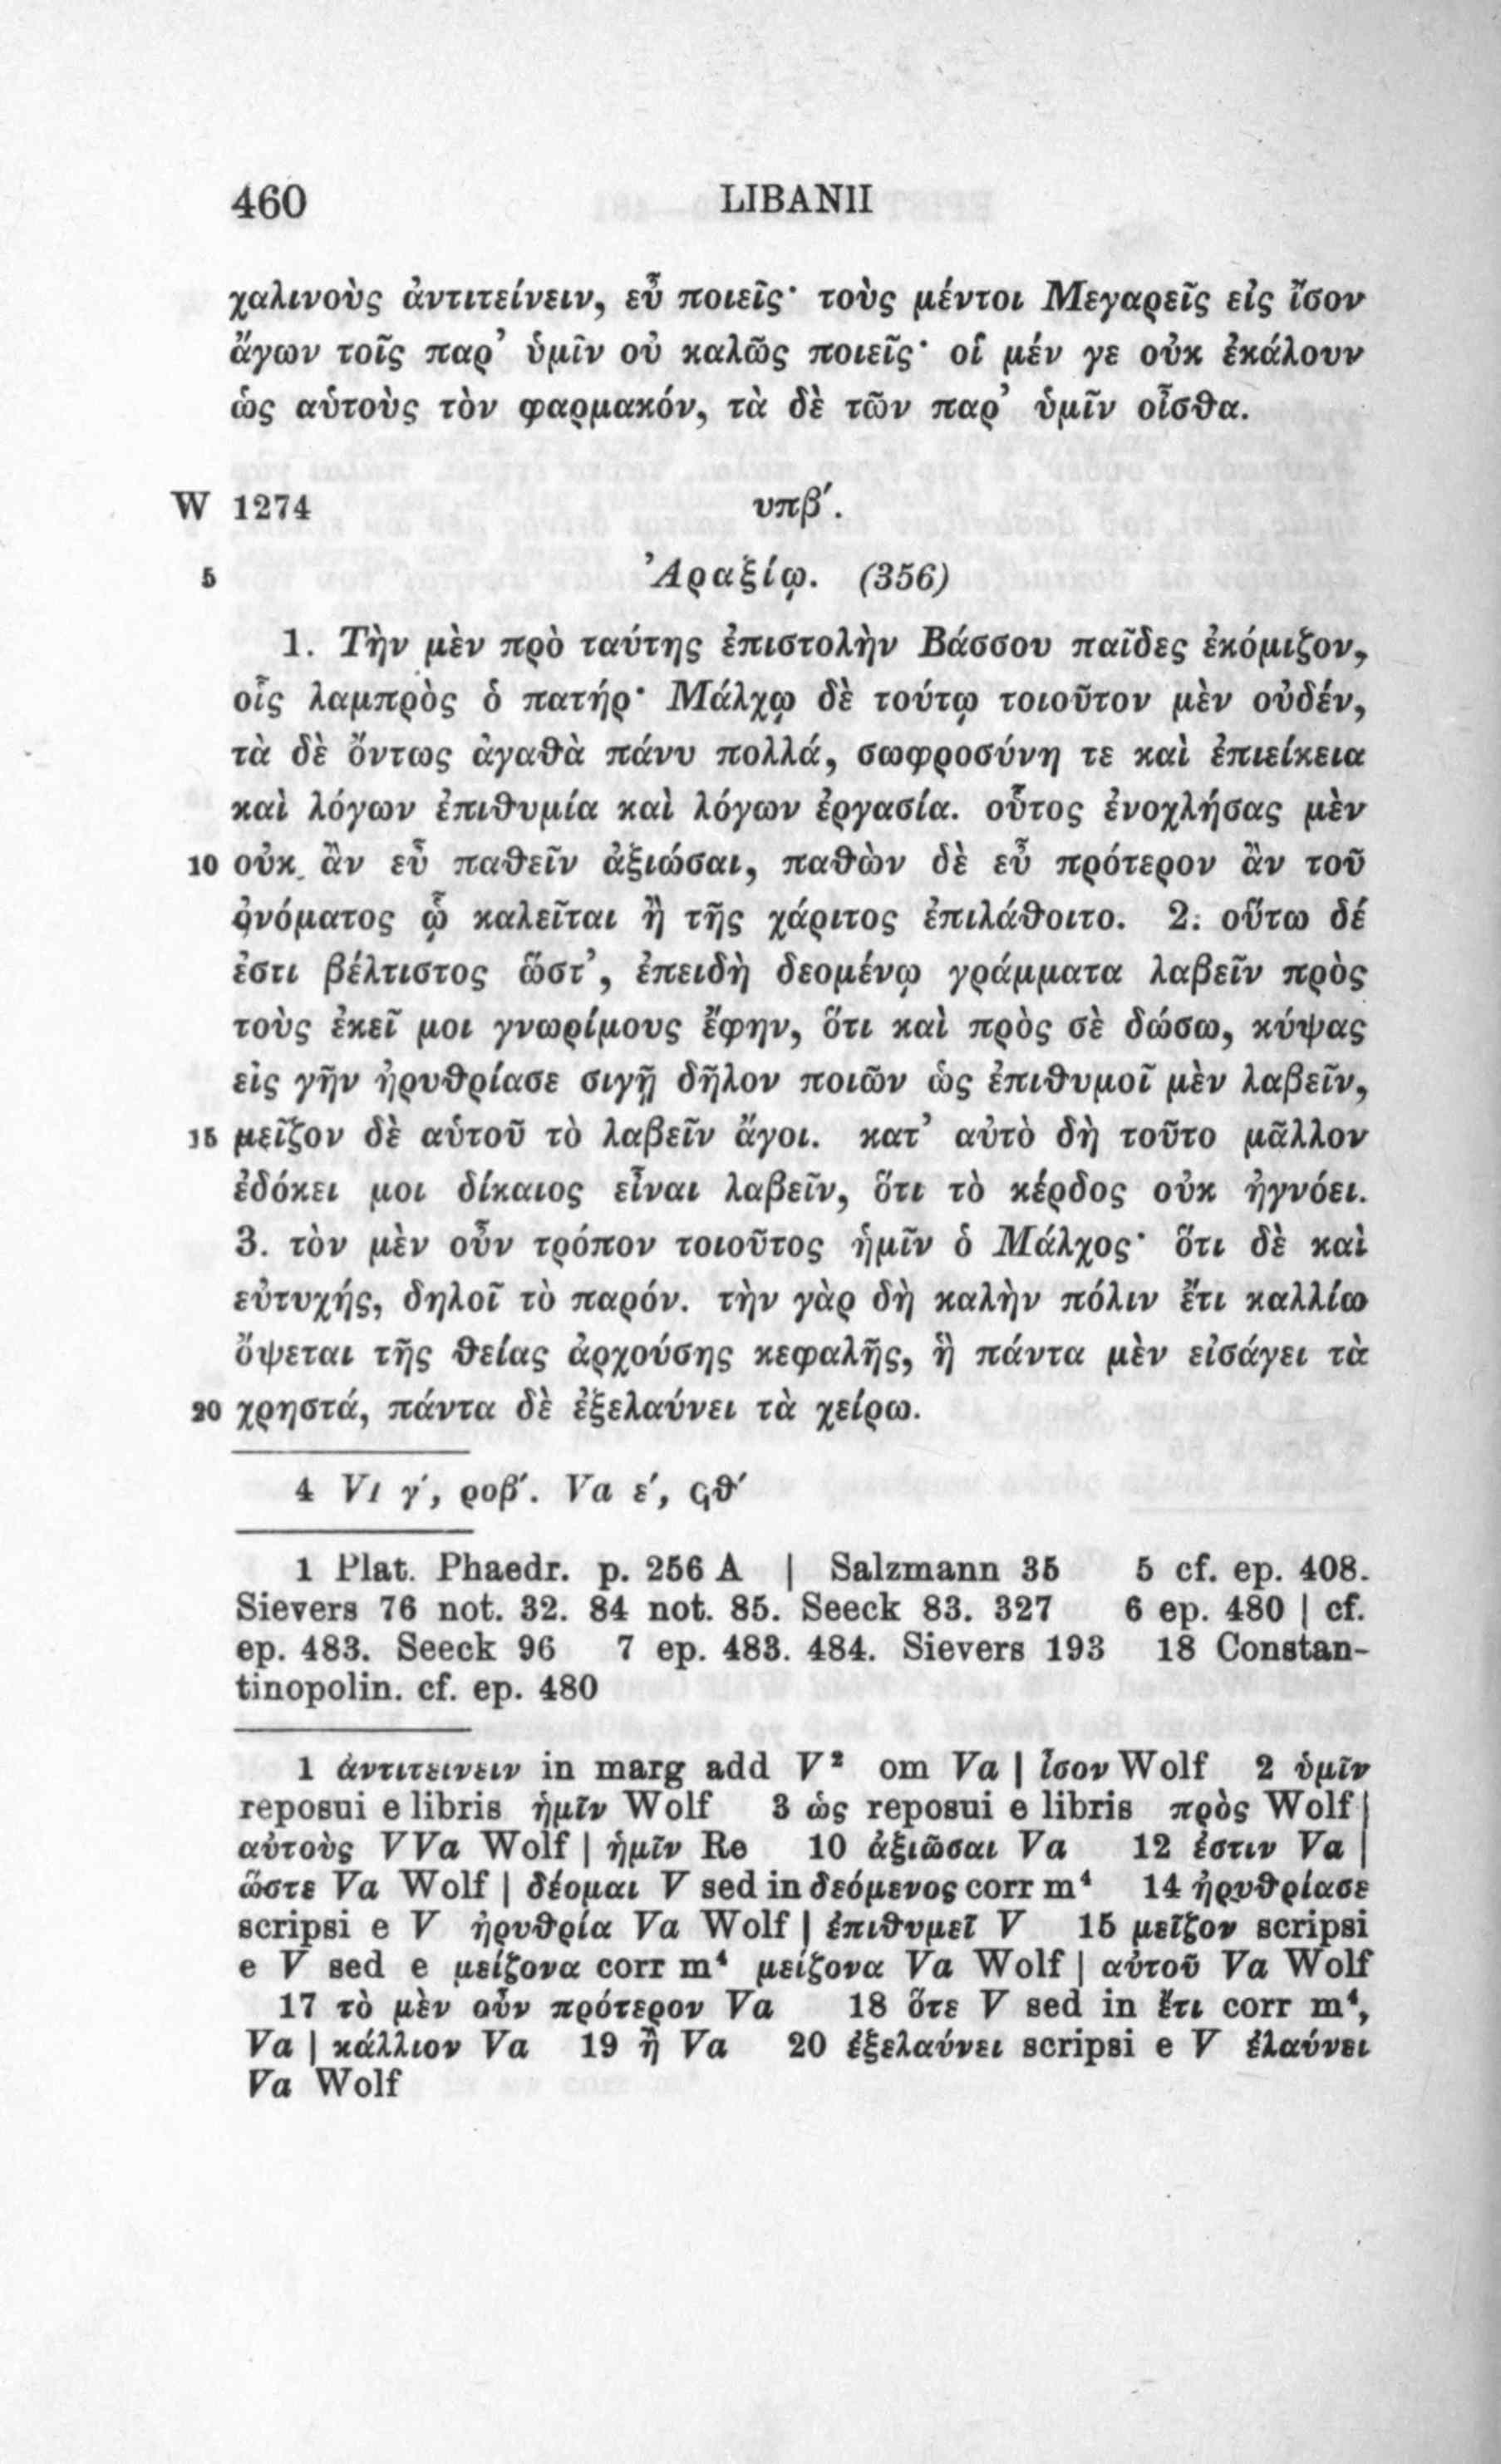 460 LIBANII
χαλινοὺς ἀντιτείνειν, εὖ ποιεῖς· τοὺς μέντοι Μεγαρεῖς εἰς ἴσον
ἄγων τοῖς παρ’ ὑμῖν οὐ καλῶς ποιεῖς· οἱ μέν γε οὐκ ἐκάλουν
ὡς αὑτοὺς τὸν φαρμακόν, τὰ δὲ τῶν παρ’ ὑμῖν οἶσθα.
W 1274 υπβ′.
5 Ἀραξίῳ. (356)
1. Τὴν μὲν πρὸ ταύτης ἐπιστολὴν Βάσσου παῖδες ἐκόμιζον,
οἷς λαμπρὸς ὁ πατήρ· Μάλχῳ δὲ τούτῳ τοιοῦτον μὲν οὐδέν,
τὰ δὲ ὄντως ἀγαθὰ πάνυ πολλά, σωφροσύνη τε καὶ ἐπιείκεια
καὶ λόγων ἐπιθυμία καὶ λόγων ἐργασία. οὗτος ἐνοχλήσας μὲν
10 οὐκ ἂν εὖ παθεῖν ἀξιώσαι, παθὼν δὲ εὖ πρότερον ἂν τοῦ
ὀνόματος ᾧ καλεῖται ἢ τῆς χάριτος ἐπιλάθοιτο. 2. οὕτω δέ
ἐστι βέλτιστος ὥστ’, ἐπειδὴ δεομένῳ γράμματα λαβεῖν πρὸς
τοὺς ἐκεῖ μοι γνωρίμους ἔφην, ὅτι καὶ πρὸς σὲ δώσω, κύψας
εἰς γῆν ἠρυθρίασε σιγῇ δῆλον ποιῶν ὡς ἐπιθυμοῖ μὲν λαβεῖν,
15 μεῖζον δὲ αὑτοῦ τὸ λαβεῖν ἄγοι. κατ’ αὐτὸ δὴ τοῦτο μᾶλλον
ἐδόκει μοι δίκαιος εἶναι λαβεῖν, ὅτι τὸ κέρδος οὐκ ἠγνόει.
3. τὸν μὲν οὖν τρόπον τοιοῦτος ἡμῖν ὁ Μάλχος· ὅτι δὲ καὶ
εὐτυχής, δηλοῖ τὸ παρόν. τὴν γὰρ δὴ καλὴν πόλιν ἔτι καλλίω
ὄψεται τῆς θείας ἀρχούσης κεφαλῆς, ἣ πάντα μὲν εἰσάγει τὰ
20 χρηστά, πάντα δὲ ἐξελαύνει τὰ χείρω.
4 Vi γ′, ροβ′. Va ε′, ϛθ′
1 Plat. Phaedr. p. 256 A | Salzmann 35 5 cf. ep. 408.
Sievers 76 not. 32. 84 not. 85. Seeck 83. 327 6 ep. 480 | cf.
ep. 483. Seeck 96 7 ep. 483. 484. Sievers 193 18 Constan-
tinopolin. cf. ep. 480
1 ἀντιτείνειν in marg add V² om Va | ἶσον Wolf 2 ὑμῖν
reposui e libris ἡμῖν Wolf 3 ὡς reposui e libris πρὸς Wolf |
αὐτοὺς V Va Wolf | ἡμῖν Re 10 ἀξιῶσαι Va 12 ἐστιν Va |
ὥστε Va Wolf | δέομαι V sed in δεόμενος corr m⁴ 14 ἠρυθρίασε
scripsi e V ἠρυθρία Va Wolf | ἐπιθυμεῖ V 15 μεῖζον scripsi
e V sed e μείζονα corr m⁴ μείζονα Va Wolf | αὐτοῦ Va Wolf
17 τὸ μὲν οὖν πρότερον Va 18 ὅτε V sed in ἔτι corr m⁴,
Va | κάλλιον Va 19 ἢ Va 20 ἐξελαύνει scripsi e V ἐλαύνει
Va Wolf